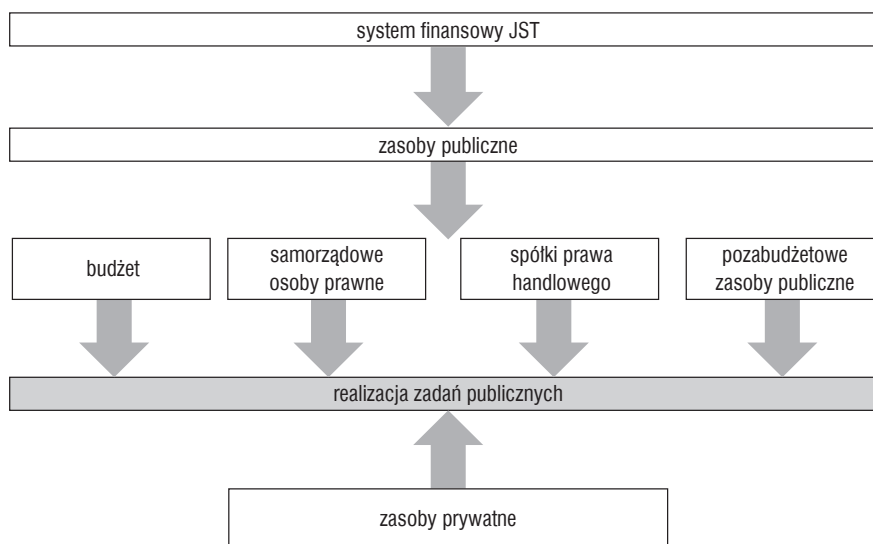 system finansowy JST
zasoby publiczne
budżet
samorządowe
osoby prawne
spółki prawa
handlowego
pozabudżetowe
zasoby publiczne
realizacja zadań publicznych
zasoby prywatne